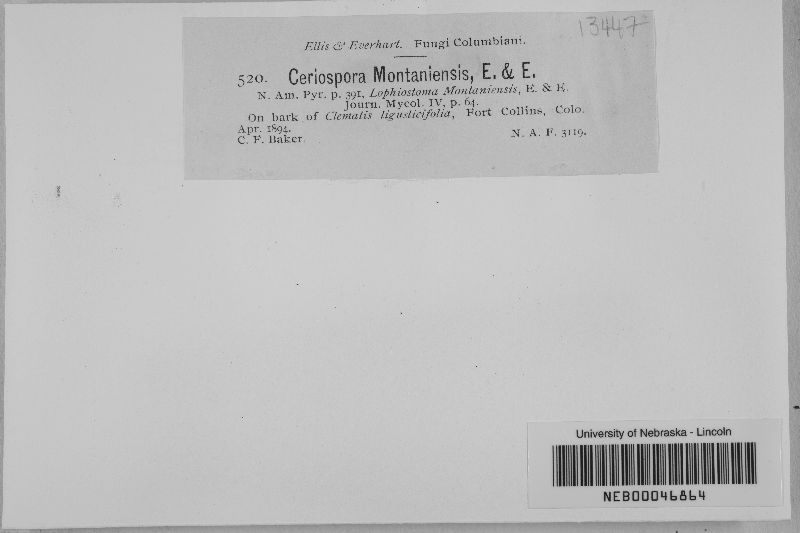 13447
Ellis & Everhart. Fungi Columbiani.
520. Ceriospora Montaniensis, E. & E.
N. Am. Pyr. p. 391, Lophiostoma Montaniensis, E. & E.
Journ. Mycol. IV, p. 64.
On bark of Clematis ligusticifolia, Fort Collins, Colo.
Apr. 1894.
C. F. Baker. N. A. F. 3119.
University of Nebraska - Lincoln
NEB00046864